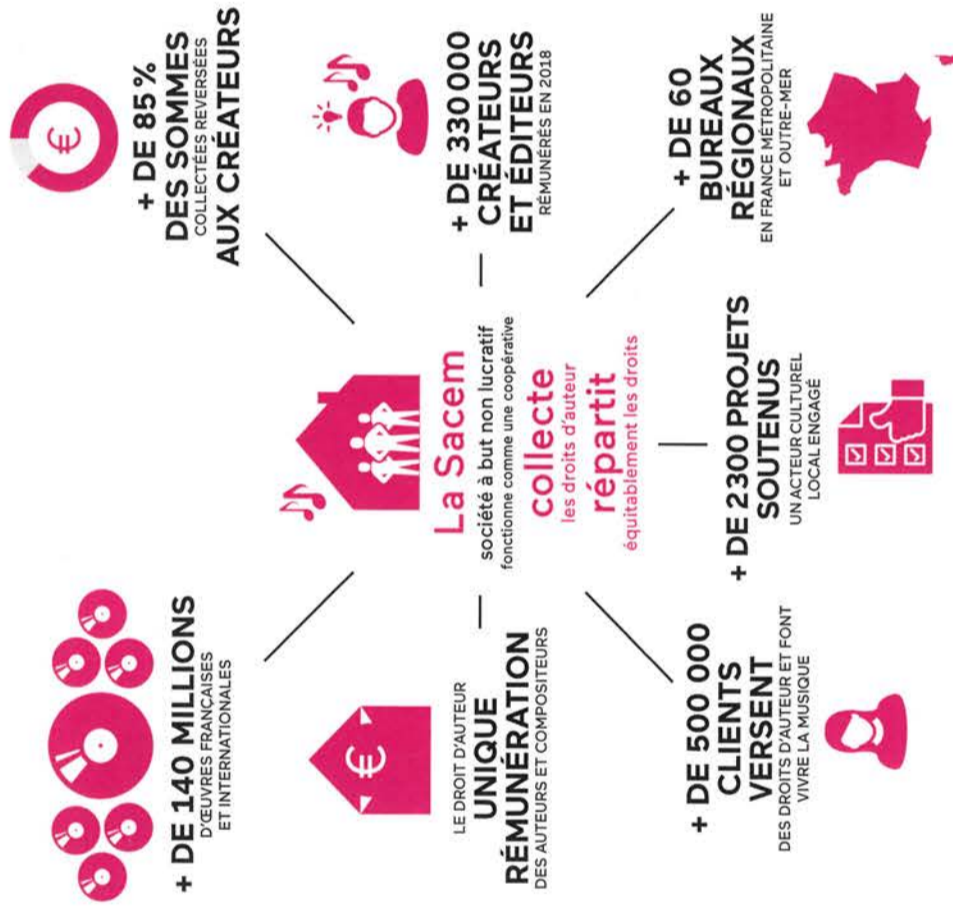 + DE 140 MILLIONS
D'ŒUVRES FRANÇAISES
ET INTERNATIONALES
+ DE 85 %
DES SOMMES
COLLECTÉES REVERSÉES
AUX CRÉATEURS
LE DROIT D'AUTEUR
UNIQUE
RÉMUNÉRATION
DES AUTEURS ET COMPOSITEURS
La Sacem
société à but non lucratif
fonctionne comme une coopérative
collecte
les droits d'auteur
répartit
équitablement les droits
+ DE 330 000
CRÉATEURS
ET ÉDITEURS
RÉMUNÉRÉS EN 2018
+ DE 500 000
CLIENTS
VERSENT
DES DROITS D'AUTEUR ET FONT
VIVRE LA MUSIQUE
+ DE 2300 PROJETS
SOUTENUS
UN ACTEUR CULTUREL
LOCAL ENGAGÉ
+ DE 60
BUREAUX
RÉGIONAUX
EN FRANCE MÉTROPOLITAINE
ET OUTRE-MER
€
€